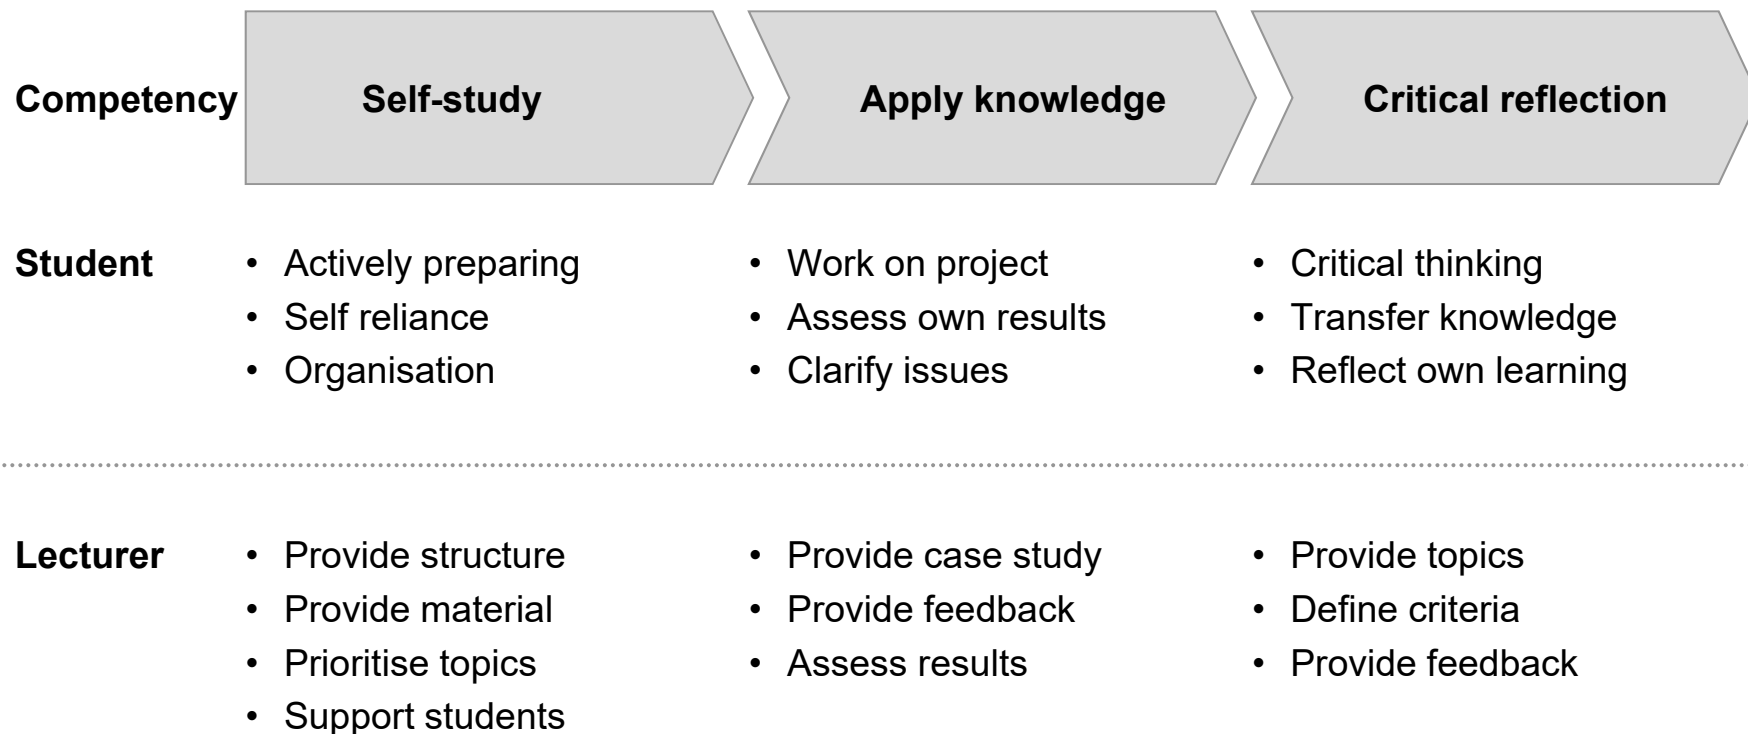 Competency Self-study Apply knowledge Critical reflection
Student • Actively preparing • Work on project • Critical thinking
• Self reliance • Assess own results • Transfer knowledge
• Organisation • Clarify issues • Reflect own learning
Lecturer • Provide structure • Provide case study • Provide topics
• Provide material • Provide feedback • Define criteria
• Prioritise topics • Assess results • Provide feedback
• Support students